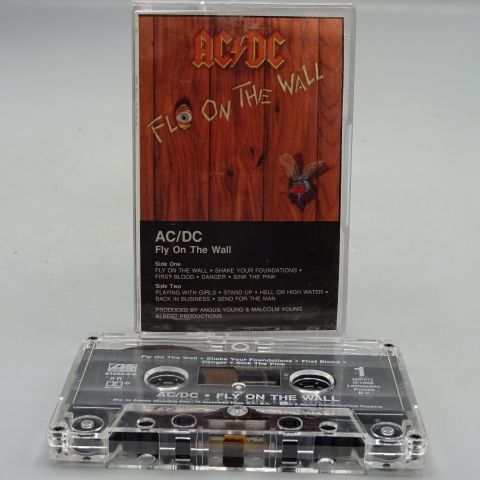 AC/DC
FLY ON THE WALL
AC/DC
Fly On The Wall
Side One
FLY ON THE WALL • SHAKE YOUR FOUNDATIONS •
FIRST BLOOD • DANGER • SINK THE PINK
Side Two
PLAYING WITH GIRLS • STAND UP • HELL OR HIGH WATER •
BACK IN BUSINESS • SEND FOR THE MAN
PRODUCED BY ANGUS YOUNG & MALCOLM YOUNG
ALBERT PRODUCTIONS
Fly On The Wall • Shake Your Foundations • First Blood •
Danger • Sink The Pink
1
AC/DC • FLY ON THE WALL